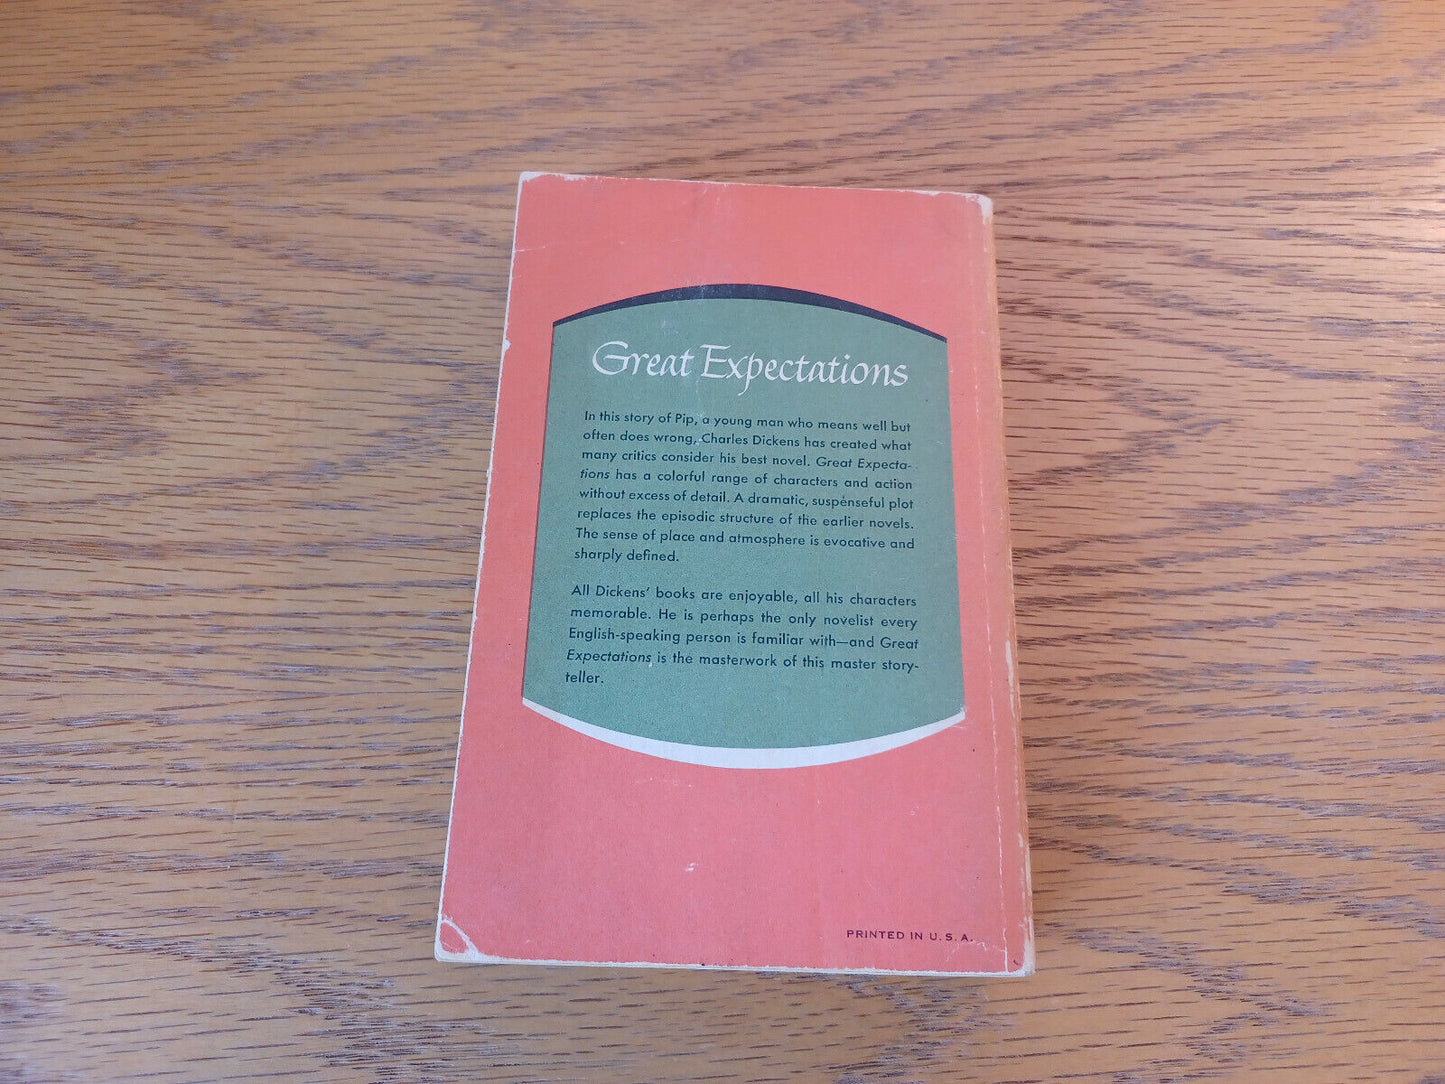 Great Expectations
In this story of Pip, a young man who means well but
often does wrong, Charles Dickens has created what
many critics consider his best novel. Great Expecta-
tions has a colorful range of characters and action
without excess of detail. A dramatic, suspenseful plot
replaces the episodic structure of the earlier novels.
The sense of place and atmosphere is evocative and
sharply defined.
All Dickens' books are enjoyable, all his characters
memorable. He is perhaps the only novelist every
English-speaking person is familiar with—and Great
Expectations is the masterwork of this master story-
teller.
PRINTED IN U. S. A.